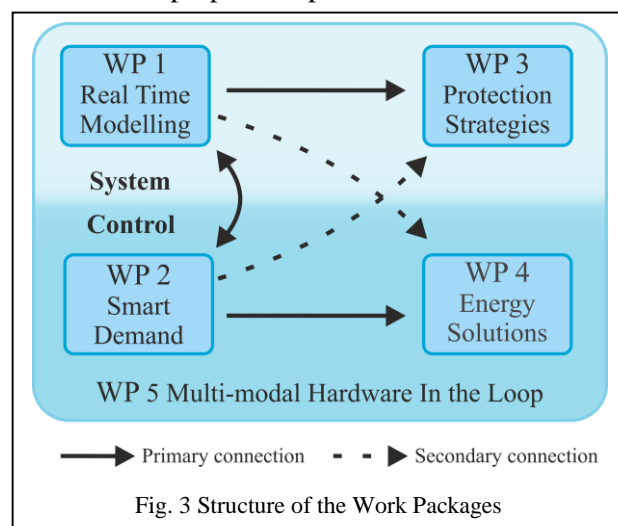 WP 1
Real Time
Modelling
WP 3
Protection
Strategies
System
Control
WP 2
Smart
Demand
WP 4
Energy
Solutions
WP 5 Multi-modal Hardware In the Loop
Primary connection
Secondary connection
Fig. 3 Structure of the Work Packages